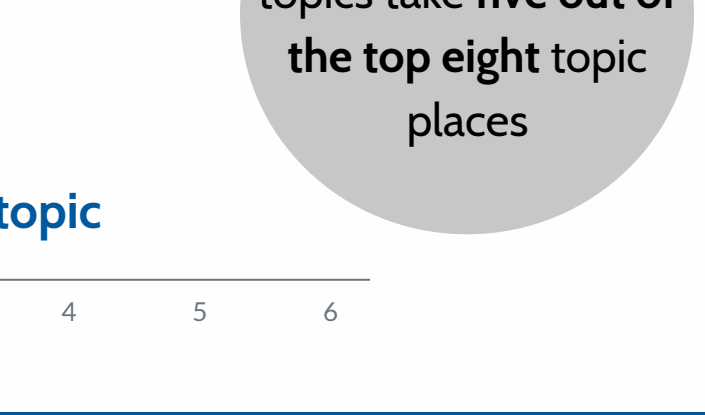 topics take five out of
the top eight topic
places
topic
4 5 6